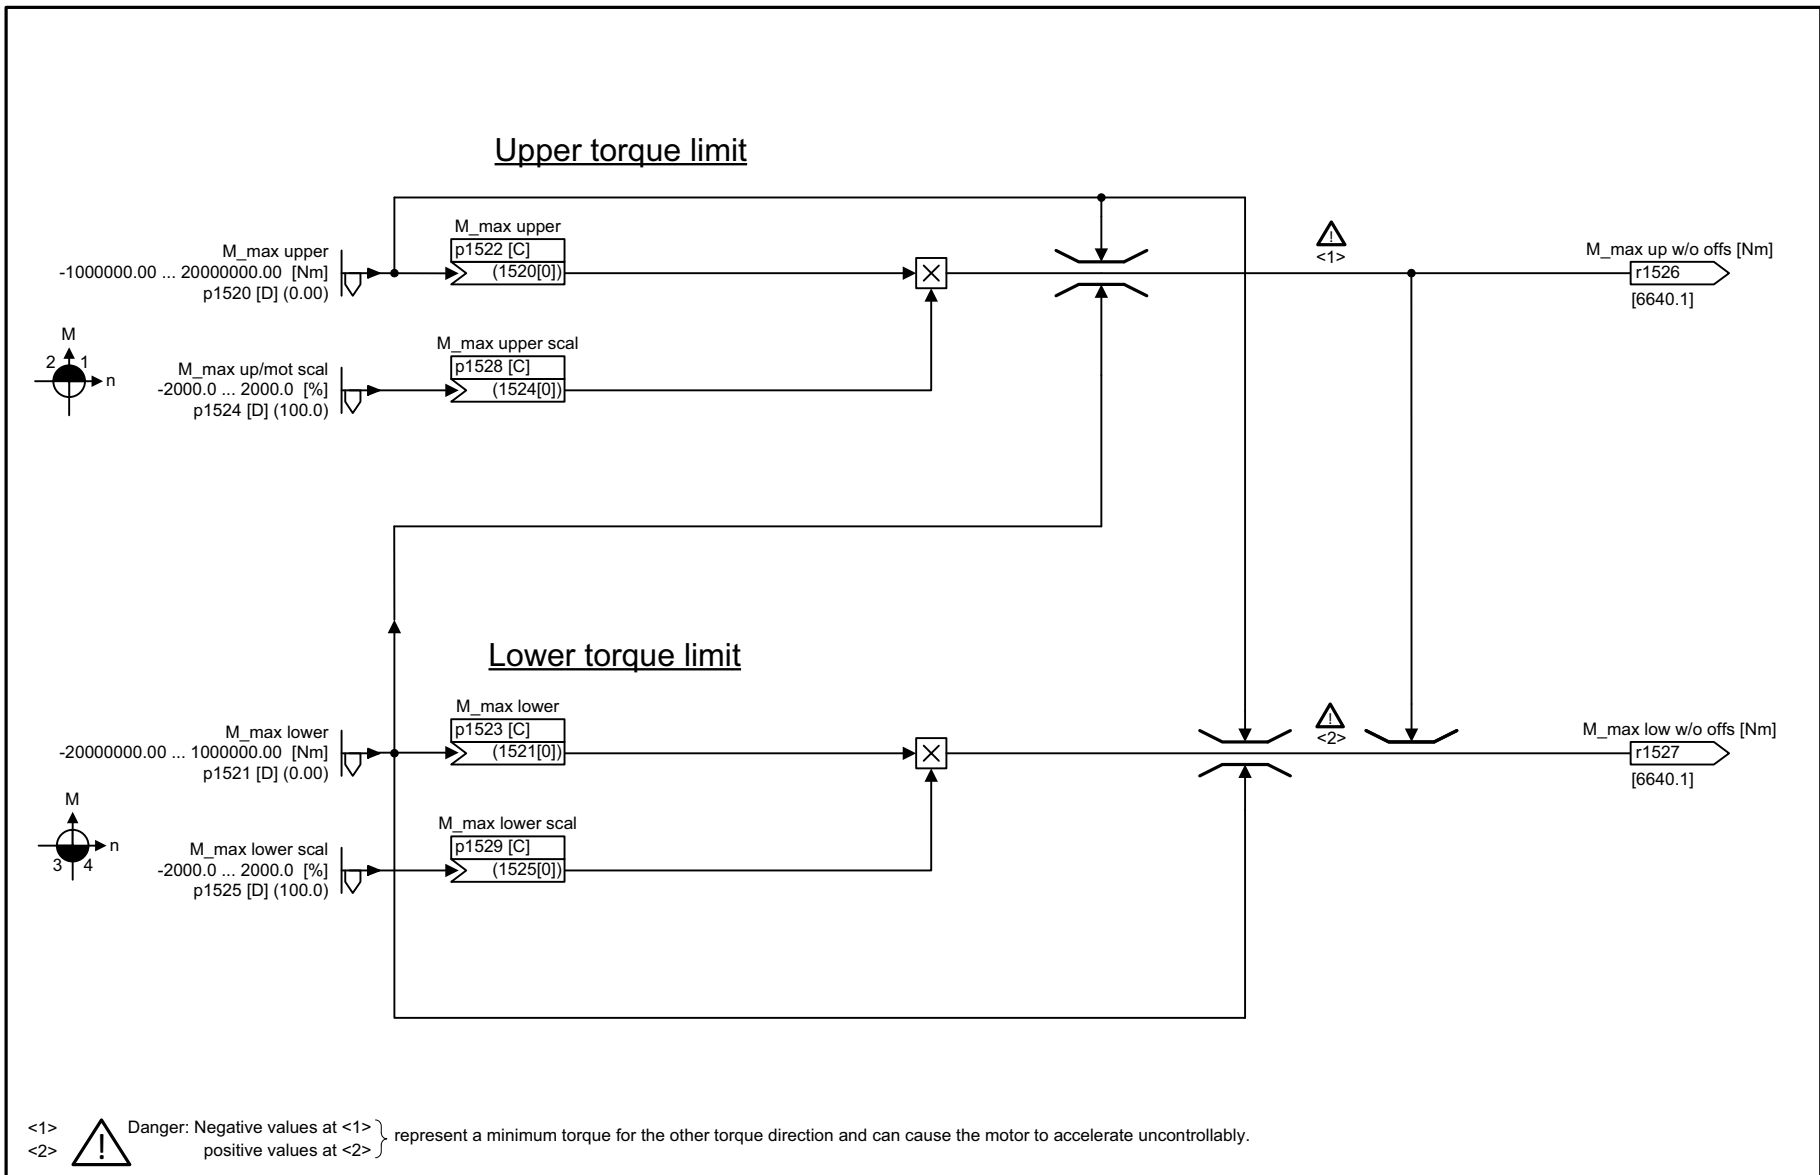 Upper torque limit
M_max upper
-1000000.00 ... 20000000.00 [Nm]
p1520 [D] (0.00)
M_max upper
p1522 [C]
(1520[0])
<1>
M_max up w/o offs [Nm]
r1526
[6640.1]
M
2 1
n
M_max up/mot scal
-2000.0 ... 2000.0 [%]
p1524 [D] (100.0)
M_max upper scal
p1528 [C]
(1524[0])
Lower torque limit
M_max lower
-20000000.00 ... 1000000.00 [Nm]
p1521 [D] (0.00)
M_max lower
p1523 [C]
(1521[0])
<2>
M_max low w/o offs [Nm]
r1527
[6640.1]
M
n
3 4
M_max lower scal
-2000.0 ... 2000.0 [%]
p1525 [D] (100.0)
M_max lower scal
p1529 [C]
(1525[0])
<1>
<2>
Danger: Negative values at <1>
positive values at <2>
represent a minimum torque for the other torque direction and can cause the motor to accelerate uncontrollably.